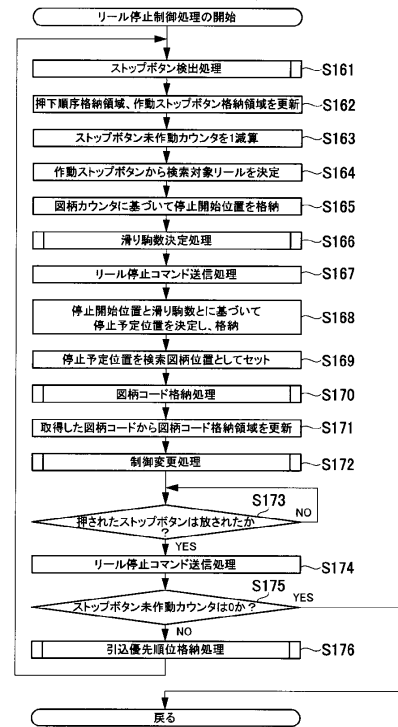 リール停止制御処理の開始
ストップボタン検出処理
S161
押下順序格納領域、作動ストップボタン格納領域を更新
S162
ストップボタン未作動カウンタを1減算
S163
作動ストップボタンから検索対象リールを決定
S164
図柄カウンタに基づいて停止開始位置を格納
S165
滑り駒数決定処理
S166
リール停止コマンド送信処理
S167
停止開始位置と滑り駒数とに基づいて
停止予定位置を決定し、格納
S168
停止予定位置を検索図柄位置としてセット
S169
図柄コード格納処理
S170
取得した図柄コードから図柄コード格納領域を更新
S171
制御変更処理
S172
S173
押されたストップボタンは放されたか
?
NO
YES
リール停止コマンド送信処理
S174
S175
ストップボタン未作動カウンタは0か?
YES
NO
引込優先順位格納処理
S176
戻る